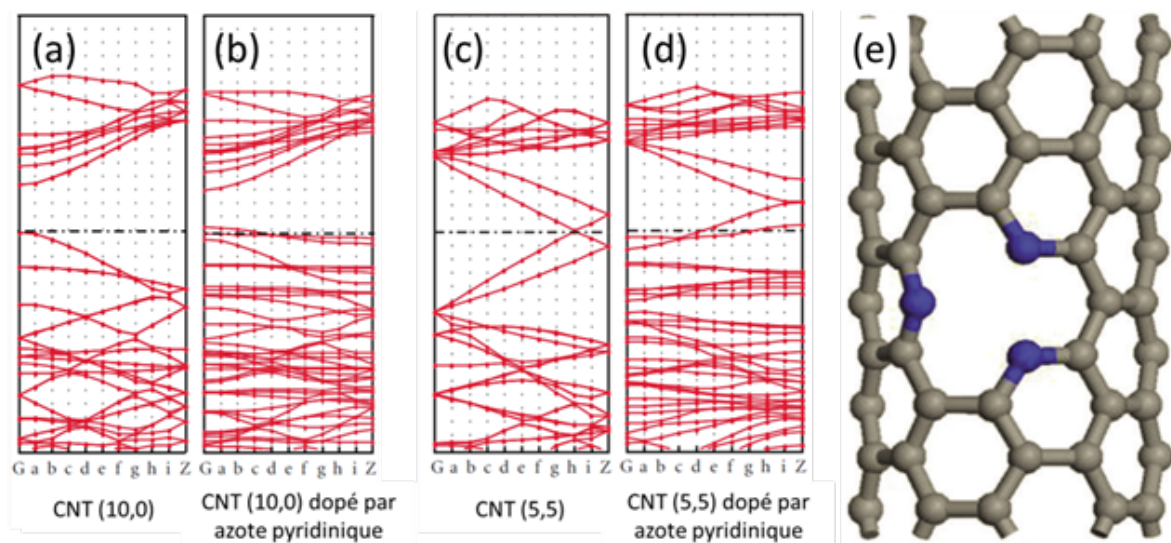 (a)
(b)
(c)
(d)
(e)
G a b c d e f g h i Z
G a b c d e f g h i Z
G a b c d e f g h i Z
G a b c d e f g h i Z
CNT (10,0)
CNT (10,0) dopé par
azote pyridinique
CNT (5,5)
CNT (5,5) dopé par
azote pyridinique